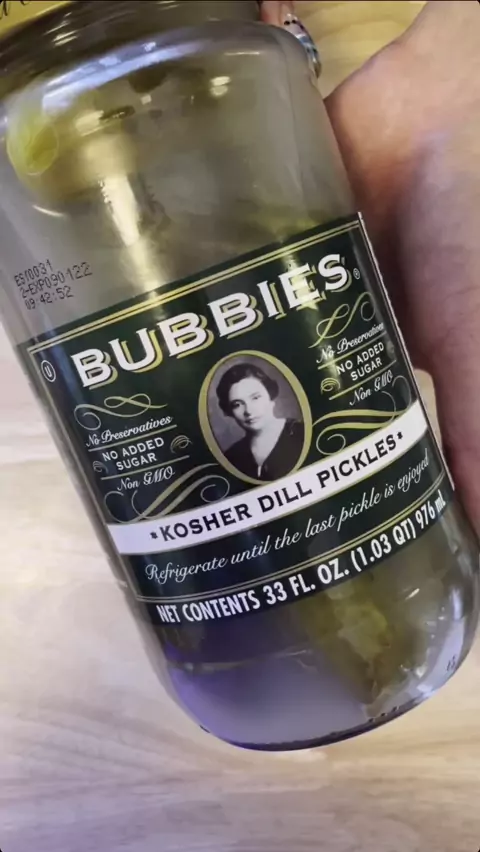 ES10031
2-EXP090122
09:42:52
U
BUBBIES®
No Preservatives
NO ADDED
SUGAR
Non GMO
No Preservatives
NO ADDED
SUGAR
Non GMO
*KOSHER DILL PICKLES*
Refrigerate until the last pickle is enjoyed
NET CONTENTS 33 FL. OZ. (1.03 QT) 976 mL